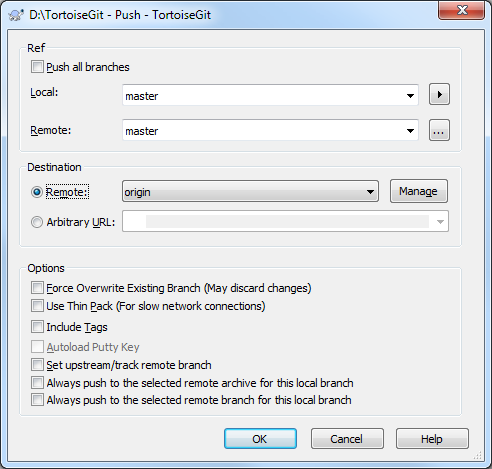 D:\TortoiseGit - Push - TortoiseGit
Ref
Push all branches
Local: master
Remote: master
...
Destination
Remote: origin Manage
Arbitrary URL:
Options
Force Overwrite Existing Branch (May discard changes)
Use Thin Pack (For slow network connections)
Include Tags
Autoload Putty Key
Set upstream/track remote branch
Always push to the selected remote archive for this local branch
Always push to the selected remote branch for this local branch
OK Cancel Help